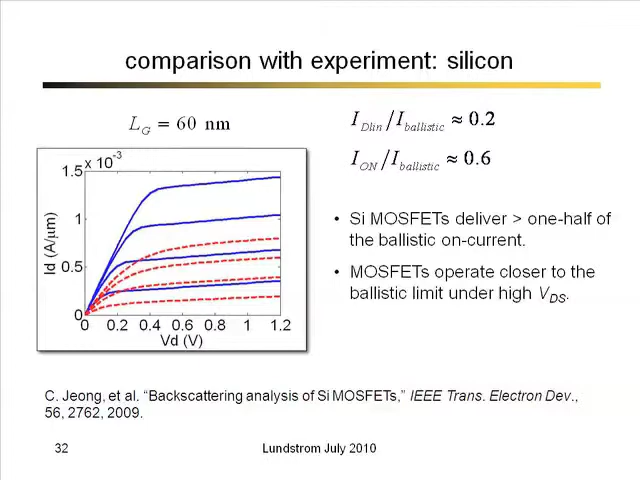 comparison with experiment: silicon
L_G = 60 nm
I_Dlin/I_ballistic ≈ 0.2
I_ON/I_ballistic ≈ 0.6
x 10^-3
1.5
1
0.5
0
Id (A/μm)
0 0.2 0.4 0.6 0.8 1 1.2
Vd (V)
• Si MOSFETs deliver > one-half of
the ballistic on-current.
• MOSFETs operate closer to the
ballistic limit under high V_DS.
C. Jeong, et al. “Backscattering analysis of Si MOSFETs,” IEEE Trans. Electron Dev.,
56, 2762, 2009.
32
Lundstrom July 2010